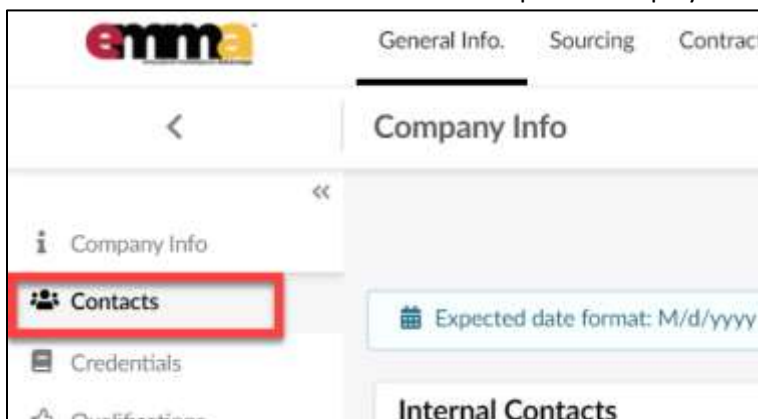 emma
General Info. Sourcing Contract
Company Info
Company Info
Contacts
Expected date format: M/d/yyyy
Credentials
Internal Contacts